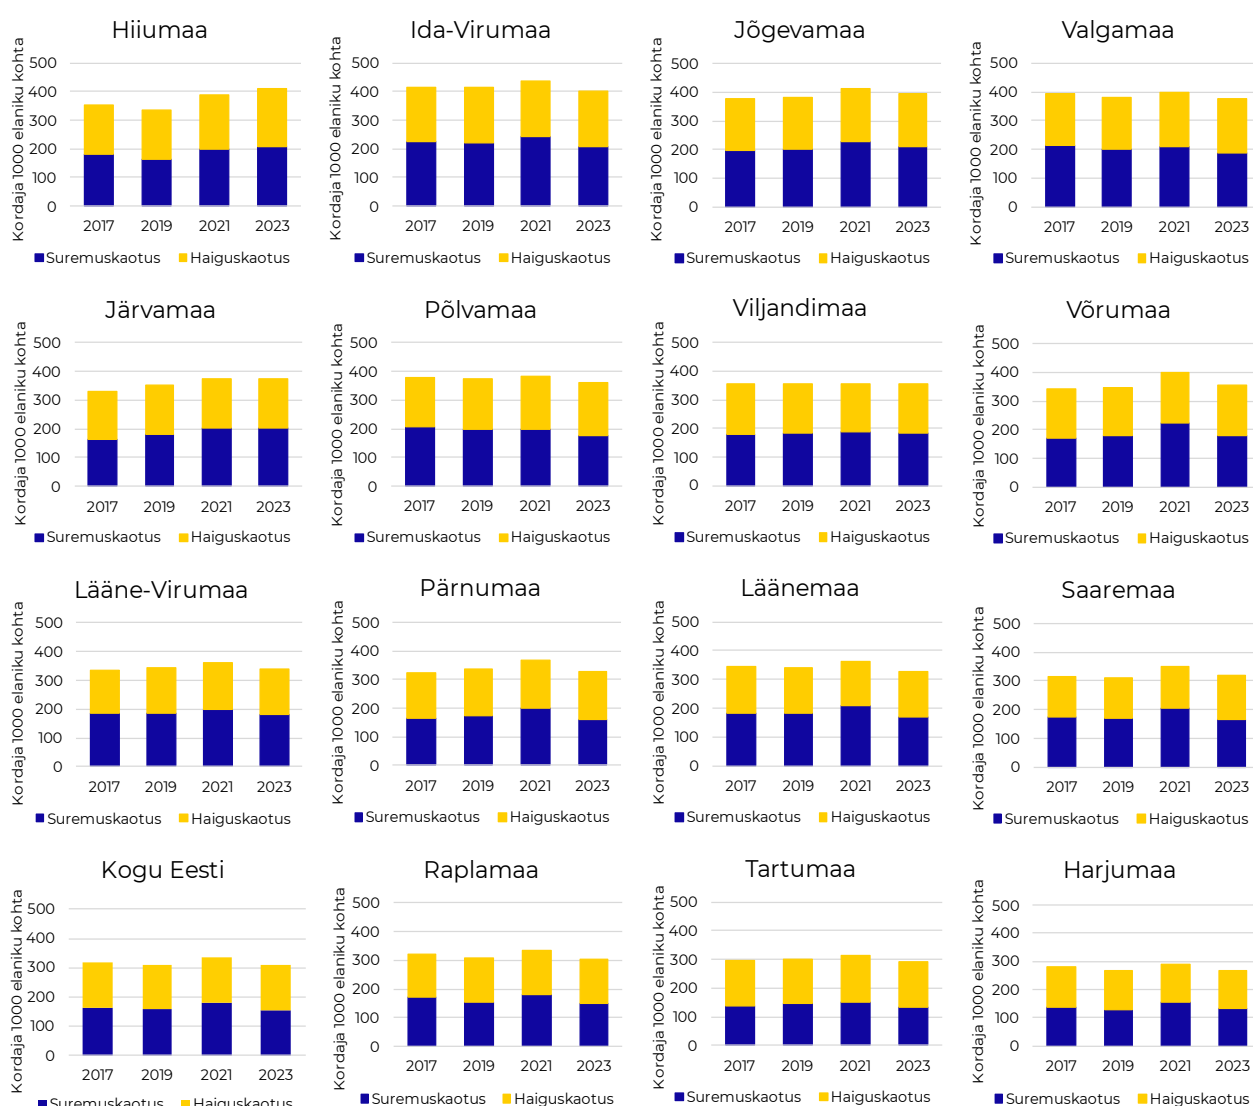 Hiiumaa
Kordaja 1000 elaniku kohta
500
400
300
200
100
0
2017 2019 2021 2023
Suremuskaotus Haiguskaotus
Ida-Virumaa
Kordaja 1000 elaniku kohta
500
400
300
200
100
0
2017 2019 2021 2023
Suremuskaotus Haiguskaotus
Jõgevamaa
Kordaja 1000 elaniku kohta
500
400
300
200
100
0
2017 2019 2021 2023
Suremuskaotus Haiguskaotus
Valgamaa
Kordaja 1000 elaniku kohta
500
400
300
200
100
0
2017 2019 2021 2023
Suremuskaotus Haiguskaotus
Järvamaa
Kordaja 1000 elaniku kohta
500
400
300
200
100
0
2017 2019 2021 2023
Suremuskaotus Haiguskaotus
Põlvamaa
Kordaja 1000 elaniku kohta
500
400
300
200
100
0
2017 2019 2021 2023
Suremuskaotus Haiguskaotus
Viljandimaa
Kordaja 1000 elaniku kohta
500
400
300
200
100
0
2017 2019 2021 2023
Suremuskaotus Haiguskaotus
Võrumaa
Kordaja 1000 elaniku kohta
500
400
300
200
100
0
2017 2019 2021 2023
Suremuskaotus Haiguskaotus
Lääne-Virumaa
Kordaja 1000 elaniku kohta
500
400
300
200
100
0
2017 2019 2021 2023
Suremuskaotus Haiguskaotus
Pärnumaa
Kordaja 1000 elaniku kohta
500
400
300
200
100
0
2017 2019 2021 2023
Suremuskaotus Haiguskaotus
Läänemaa
Kordaja 1000 elaniku kohta
500
400
300
200
100
0
2017 2019 2021 2023
Suremuskaotus Haiguskaotus
Saaremaa
Kordaja 1000 elaniku kohta
500
400
300
200
100
0
2017 2019 2021 2023
Suremuskaotus Haiguskaotus
Kogu Eesti
Kordaja 1000 elaniku kohta
500
400
300
200
100
0
2017 2019 2021 2023
Suremuskaotus Haiguskaotus
Raplamaa
Kordaja 1000 elaniku kohta
500
400
300
200
100
0
2017 2019 2021 2023
Suremuskaotus Haiguskaotus
Tartumaa
Kordaja 1000 elaniku kohta
500
400
300
200
100
0
2017 2019 2021 2023
Suremuskaotus Haiguskaotus
Harjumaa
Kordaja 1000 elaniku kohta
500
400
300
200
100
0
2017 2019 2021 2023
Suremuskaotus Haiguskaotus